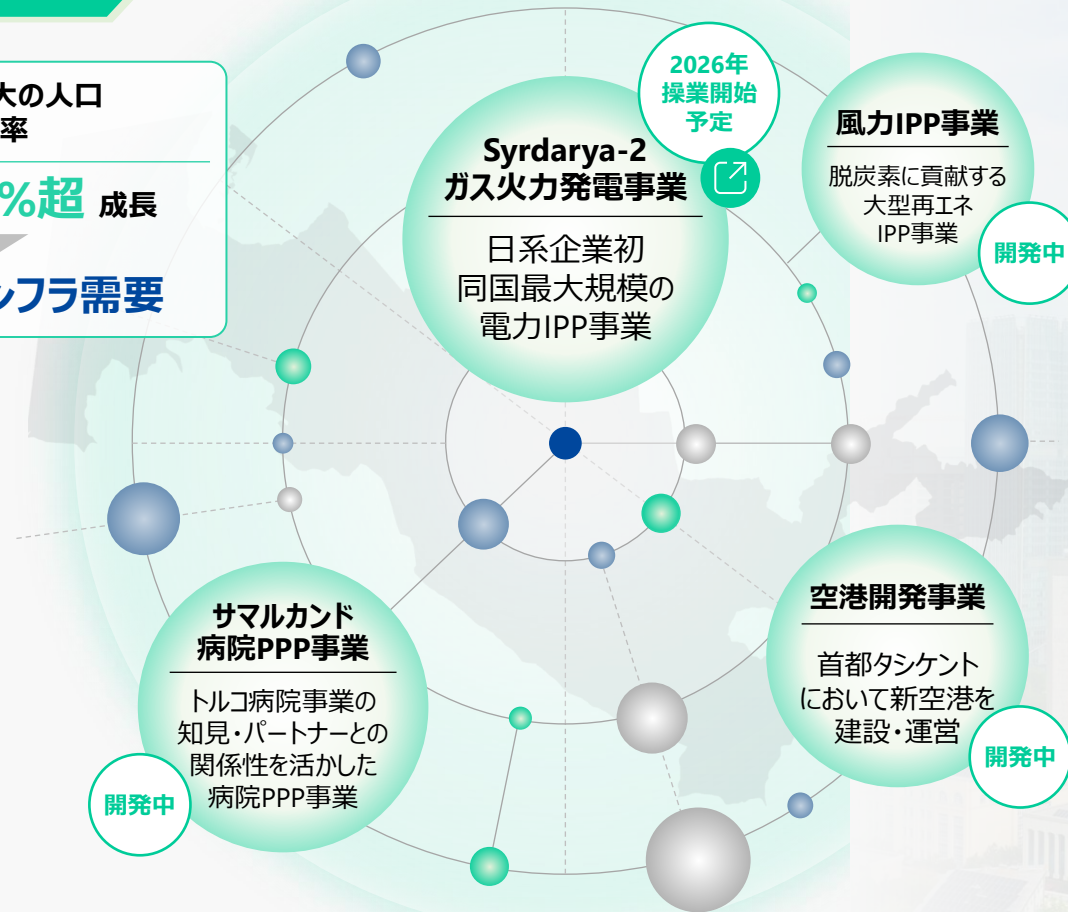 大の人口
率
%超 成長
フラ需要
2026年
操業開始
予定
Syrdarya-2
ガス火力発電事業
日系企業初
同国最大規模の
電力IPP事業
風力IPP事業
脱炭素に貢献する
大型再エネ
IPP事業
開発中
サマルカンド
病院PPP事業
トルコ病院事業の
知見・パートナーとの
関係性を活かした
病院PPP事業
開発中
空港開発事業
首都タシケント
において新空港を
建設・運営
開発中